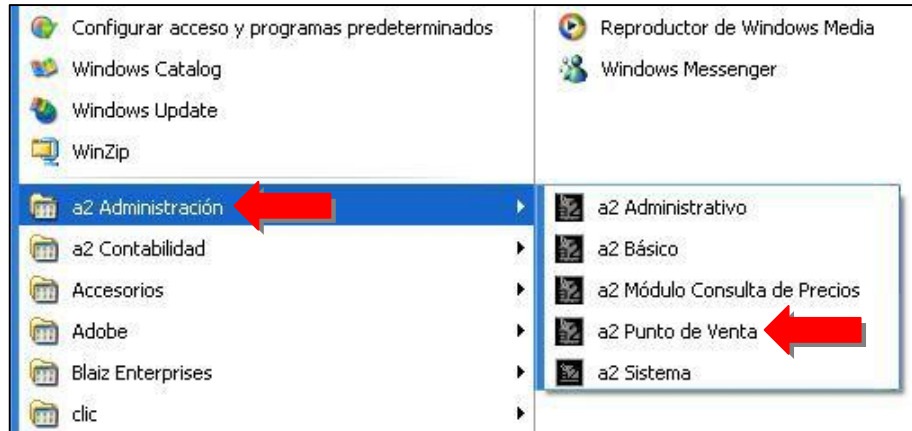 Configurar acceso y programas predeterminados
Windows Catalog
Windows Update
WinZip
a2 Administración
a2 Contabilidad
Accesorios
Adobe
Blaiz Enterprises
clic
Reproductor de Windows Media
Windows Messenger
a2 Administrativo
a2 Básico
a2 Módulo Consulta de Precios
a2 Punto de Venta
a2 Sistema